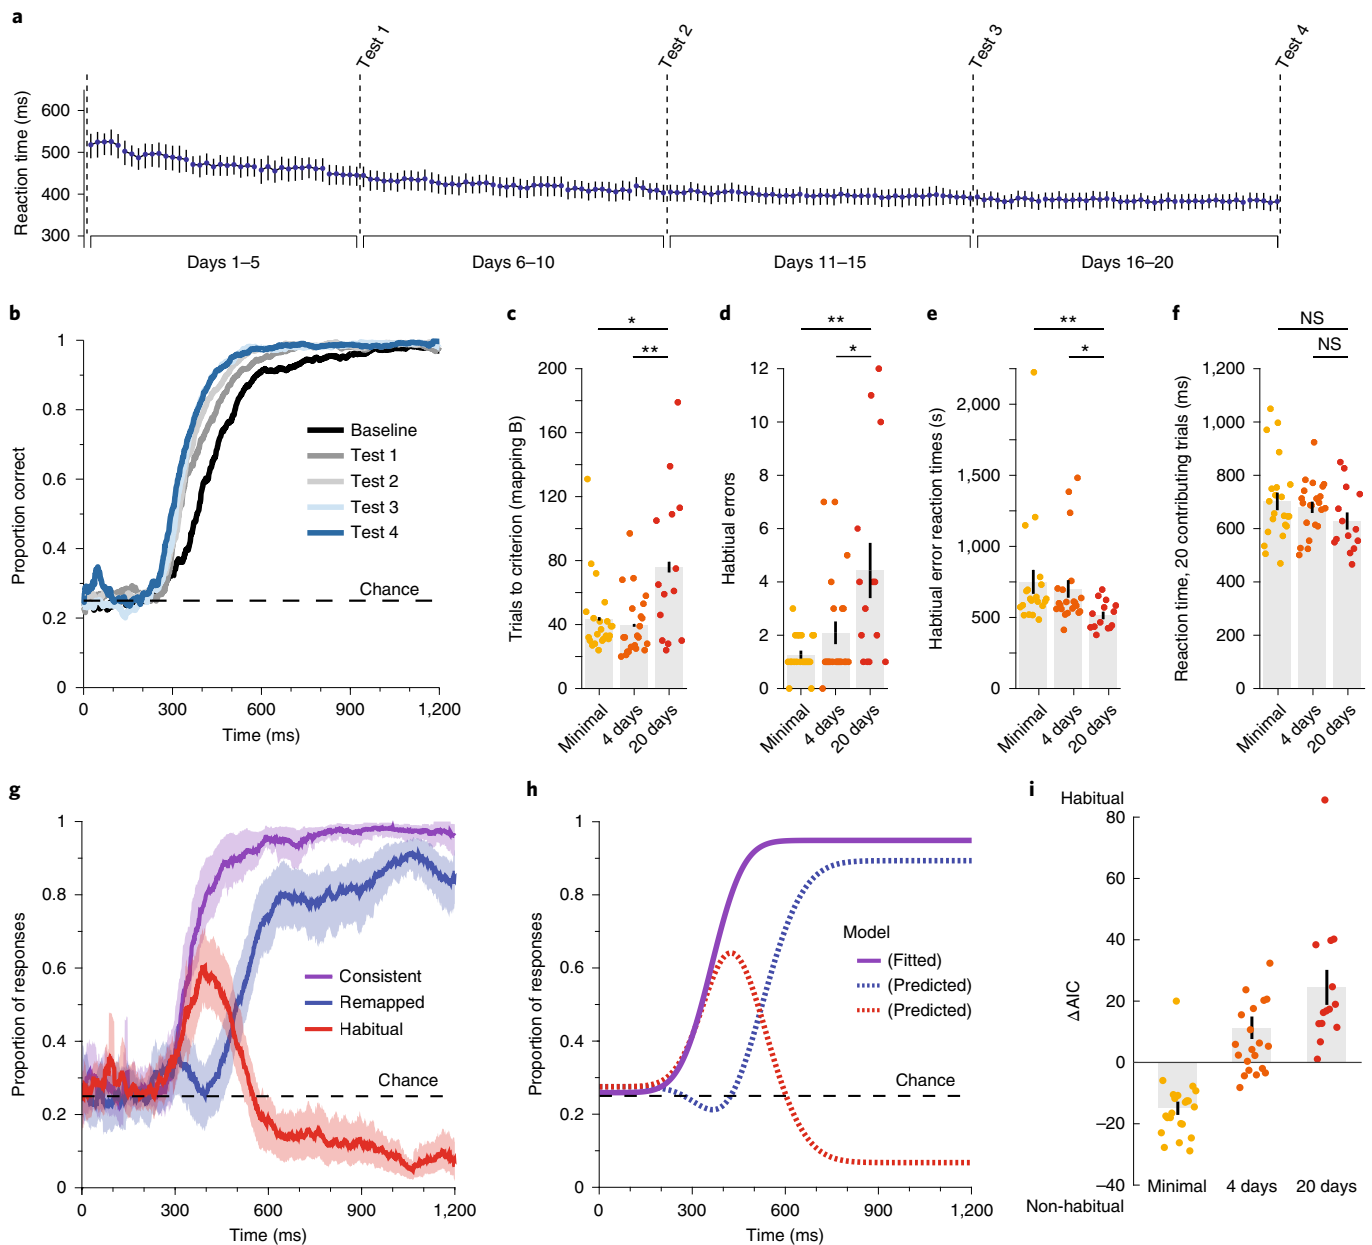 a
Test 1
Test 2
Test 3
Test 4
Reaction time (ms)
600
500
400
300
Days 1–5
Days 6–10
Days 11–15
Days 16–20
b
Proportion correct
1
0.8
0.6
0.4
0.2
0
Baseline
Test 1
Test 2
Test 3
Test 4
Chance
0 300 600 900 1,200
Time (ms)
c
* 
**
Trials to criterion (mapping B)
200
160
120
80
40
0
Minimal
4 days
20 days
d
**
*
Habtiual errors
12
10
8
6
4
2
0
Minimal
4 days
20 days
e
**
*
Habtiual error reaction times (s)
2,000
1,500
1,000
500
0
Minimal
4 days
20 days
f
NS
NS
Reaction time, 20 contributing trials (ms)
1,200
1,000
800
600
400
200
0
Minimal
4 days
20 days
g
Proportion of responses
1
0.8
0.6
0.4
0.2
0
Consistent
Remapped
Habitual
Chance
0 300 600 900 1,200
Time (ms)
h
Proportion of responses
1
0.8
0.6
0.4
0.2
0
Model
(Fitted)
(Predicted)
(Predicted)
Chance
0 300 600 900 1,200
Time (ms)
i
Habitual
80
60
40
20
0
–20
–40
ΔAIC
Non-habitual
Minimal 4 days 20 days